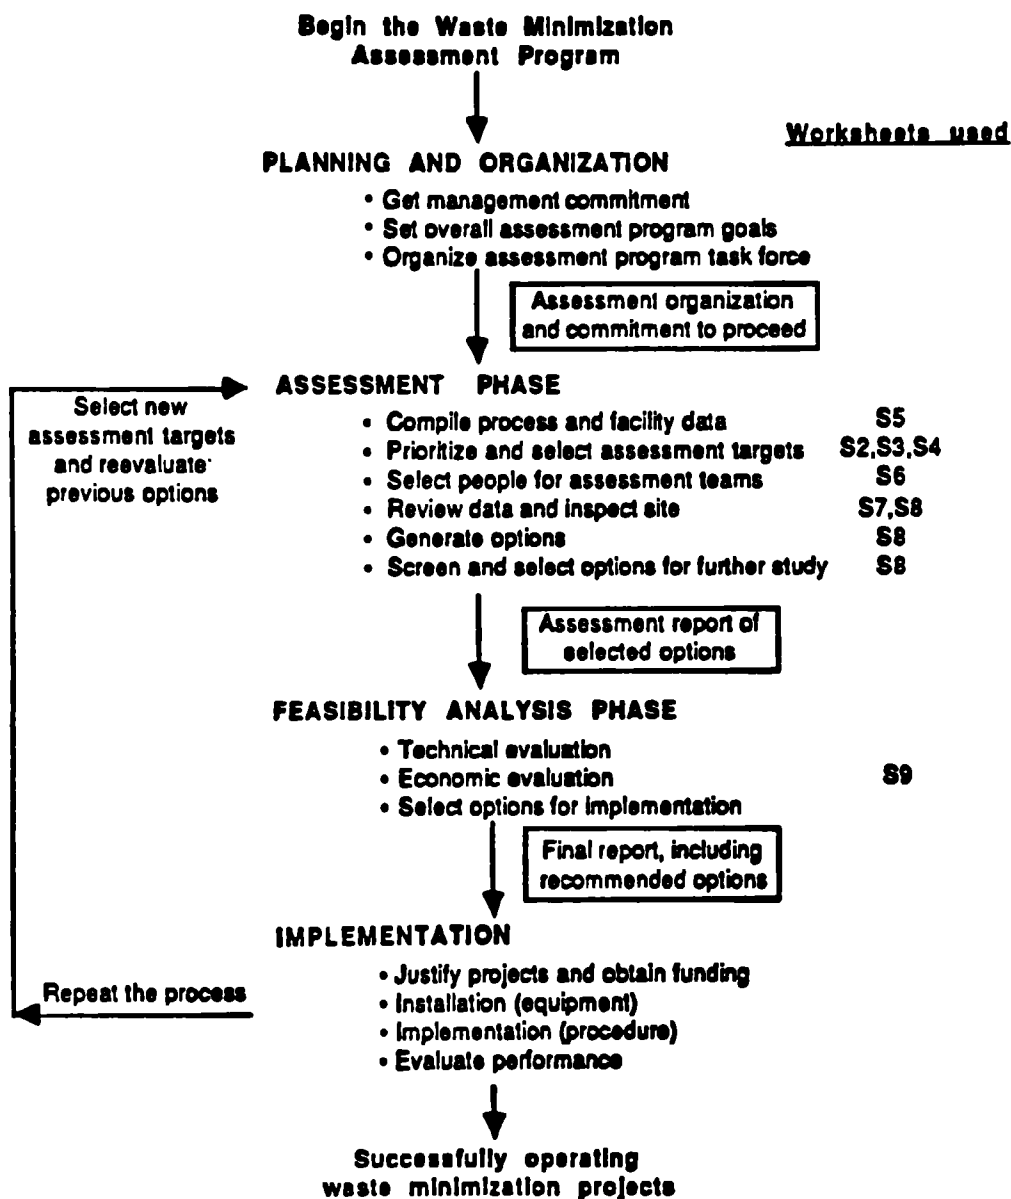 Begin the Waste Minimization
Assessment Program
Worksheets used
PLANNING AND ORGANIZATION
• Get management commitment
• Set overall assessment program goals
• Organize assessment program task force
Assessment organization
and commitment to proceed
ASSESSMENT PHASE
Select new
assessment targets
and reevaluate
previous options
• Compile process and facility data S5
• Prioritize and select assessment targets S2,S3,S4
• Select people for assessment teams S6
• Review data and inspect site S7,S8
• Generate options S8
• Screen and select options for further study S8
Assessment report of
selected options
FEASIBILITY ANALYSIS PHASE
• Technical evaluation
• Economic evaluation S9
• Select options for implementation
Final report, including
recommended options
IMPLEMENTATION
• Justify projects and obtain funding
Repeat the process
• Installation (equipment)
• Implementation (procedure)
• Evaluate performance
Successfully operating
waste minimization projects